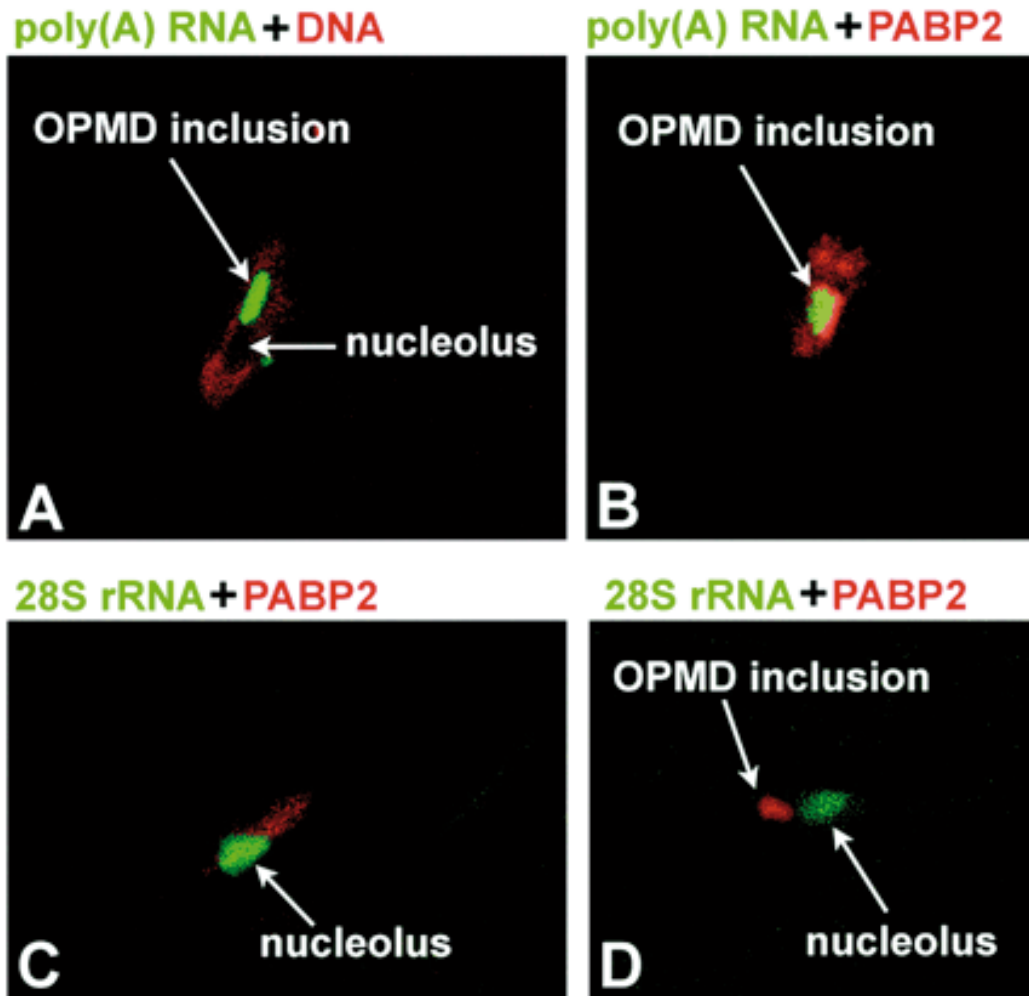 poly(A) RNA + DNA
OPMD inclusion
nucleolus
A
poly(A) RNA + PABP2
OPMD inclusion
B
28S rRNA + PABP2
nucleolus
C
28S rRNA + PABP2
OPMD inclusion
nucleolus
D